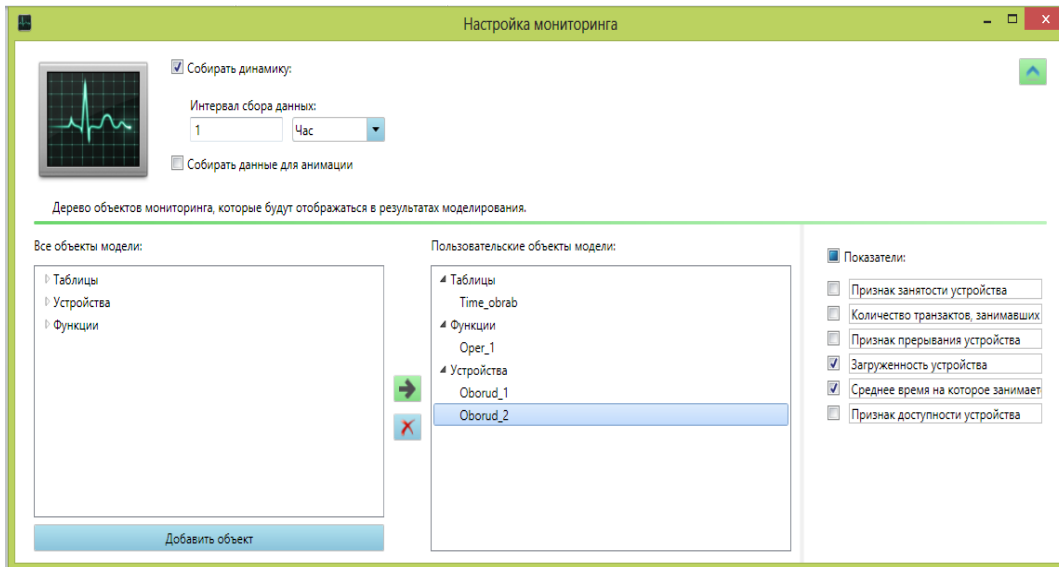 Настройка мониторинга
Собирать динамику:
Интервал сбора данных:
1 Час
Собирать данные для анимации
Дерево объектов мониторинга, которые будут отображаться в результатах моделирования.
Все объекты модели:
Таблицы
Устройства
Функции
Добавить объект
Пользовательские объекты модели:
Таблицы
Time_obrab
Функции
Oper_1
Устройства
Oborud_1
Oborud_2
Показатели:
Признак занятости устройства
Количество транзактов, занимавших
Признак прерывания устройства
Загруженность устройства
Среднее время на которое занимает
Признак доступности устройства